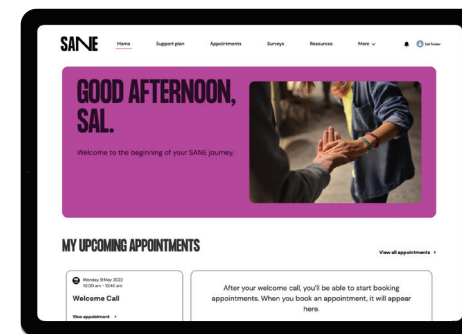 SANE
Home Support plan Appointments Surveys Resources More Sal Tester
GOOD AFTERNOON,
SAL.
Welcome to the beginning of your SANE journey.
MY UPCOMING APPOINTMENTS
View all appointments >
Monday, 9 May 2022
10:00 am - 10:45 am
Welcome Call
View appointment >
After your welcome call, you'll be able to start booking
appointments. When you book an appointment, it will appear
here.